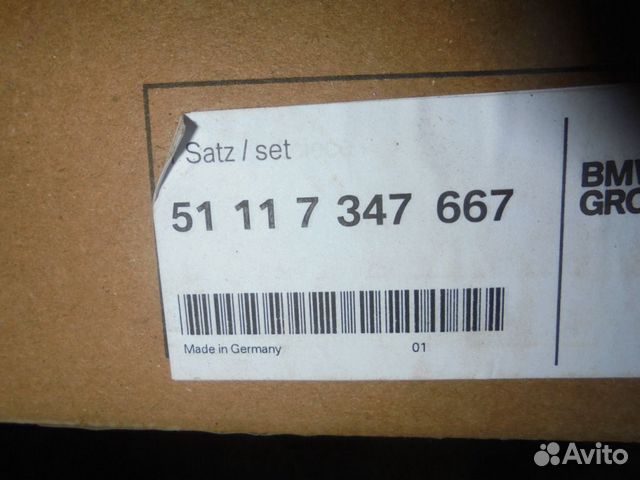 Satz / set
51 11 7 347 667
Made in Germany 01
BMW
GRO
Avito